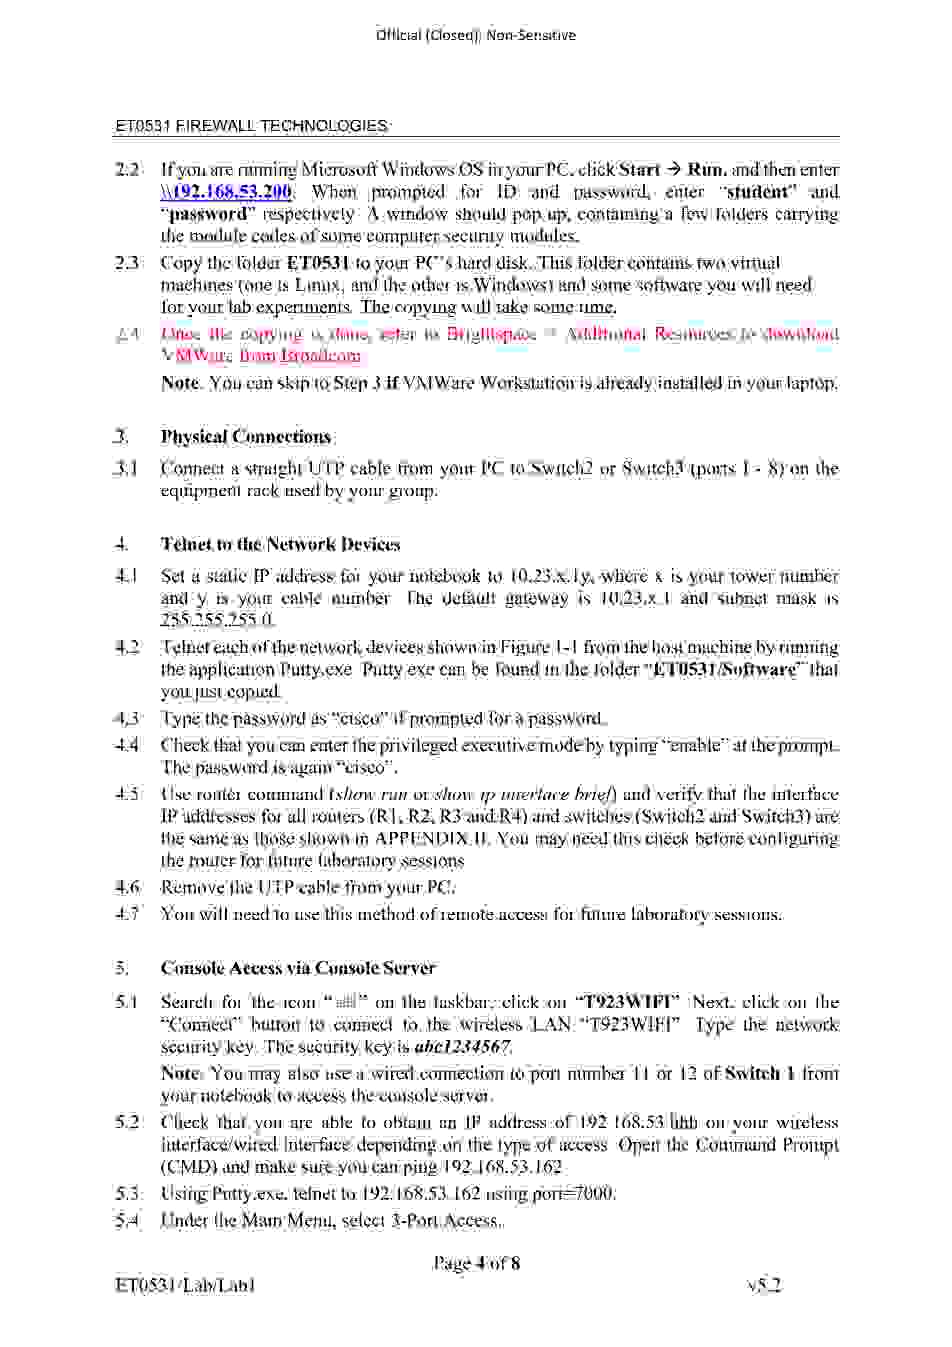 Official (Closed), Non-Sensitive
ET0531 FIREWALL TECHNOLOGIES
2.2 If you are running Microsoft Windows OS in your PC, click Start → Run, and then enter
\\192.168.53.200. When prompted for ID and password, enter “student” and
“password” respectively. A window should pop up, containing a few folders carrying
the module codes of some computer security modules.
2.3 Copy the folder ET0531 to your PC’s hard disk. This folder contains two virtual
machines (one is Linux, and the other is Windows) and some software you will need
for your lab experiments. The copying will take some time.
2.4 Once the copying is done, refer to Brightspace > Additional Resources to download
VMWare from Broadcom
Note: You can skip to Step 3 if VMWare Workstation is already installed in your laptop.
3. Physical Connections
3.1 Connect a straight UTP cable from your PC to Switch2 or Switch3 (ports 1 - 8) on the
equipment rack used by your group.
4. Telnet to the Network Devices
4.1 Set a static IP address for your notebook to 10.23.x.1y, where x is your tower number
and y is your cable number. The default gateway is 10.23.x.1 and subnet mask is
255.255.255.0.
4.2 Telnet each of the network devices shown in Figure 1-1 from the host machine by running
the application Putty.exe. Putty.exe can be found in the folder “ET0531/Software” that
you just copied.
4.3 Type the password as “cisco” if prompted for a password.
4.4 Check that you can enter the privileged executive mode by typing “enable” at the prompt.
The password is again “cisco”.
4.5 Use router command (show run or show ip interface brief) and verify that the interface
IP addresses for all routers (R1, R2, R3 and R4) and switches (Switch2 and Switch3) are
the same as those shown in APPENDIX II. You may need this check before configuring
the router for future laboratory sessions.
4.6 Remove the UTP cable from your PC.
4.7 You will need to use this method of remote access for future laboratory sessions.
5. Console Access via Console Server
5.1 Search for the icon “ ” on the taskbar, click on “T923WIFI”. Next, click on the
“Connect” button to connect to the wireless LAN “T923WIFI”. Type the network
security key. The security key is abc1234567.
Note: You may also use a wired connection to port number 11 or 12 of Switch 1 from
your notebook to access the console server.
5.2 Check that you are able to obtain an IP address of 192.168.53.hhh on your wireless
interface/wired interface depending on the type of access. Open the Command Prompt
(CMD) and make sure you can ping 192.168.53.162.
5.3 Using Putty.exe, telnet to 192.168.53.162 using port=7000.
5.4 Under the Main Menu, select 3-Port Access.
Page 4 of 8
ET0531/Lab/Lab1 v5.2